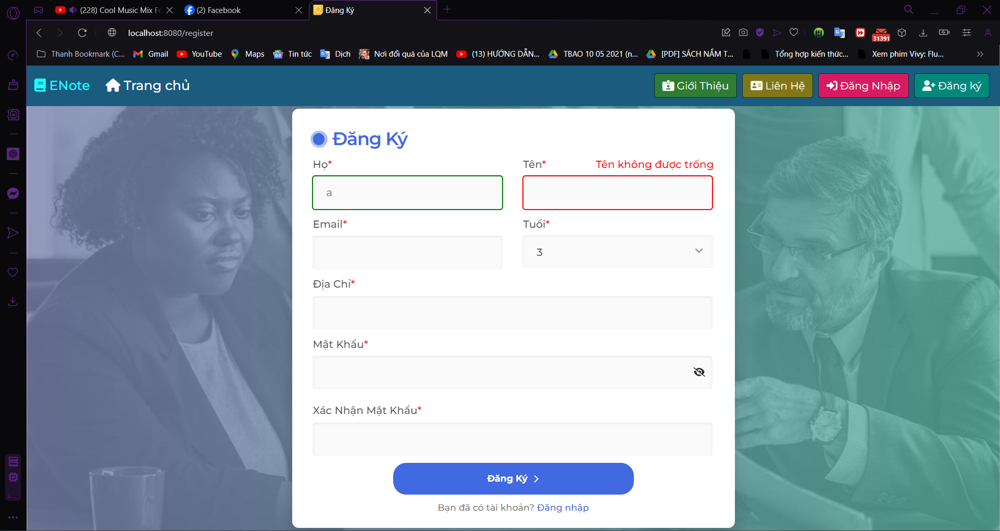 (228) Cool Music Mix Fo
(2) Facebook
Đăng Ký
localhost:8080/register
31391
Thanh Bookmark (C...
Gmail
YouTube
Maps
Tin tức
Dịch
Nơi đổi quà của LQM
(13) HƯỚNG DẪN...
TBAO 10 05 2021 (n...
[PDF] SÁCH NẮM T...
Tổng hợp kiến thức...
Xem phim Vivy: Flu...
ENote
Trang chủ
Giới Thiệu
Liên Hệ
Đăng Nhập
Đăng ký
Đăng Ký
Họ*
Tên*
Tên không được trống
a
Email*
Tuổi*
3
Địa Chỉ*
Mật Khẩu*
Xác Nhận Mật Khẩu*
Đăng Ký
Bạn đã có tài khoản? Đăng nhập